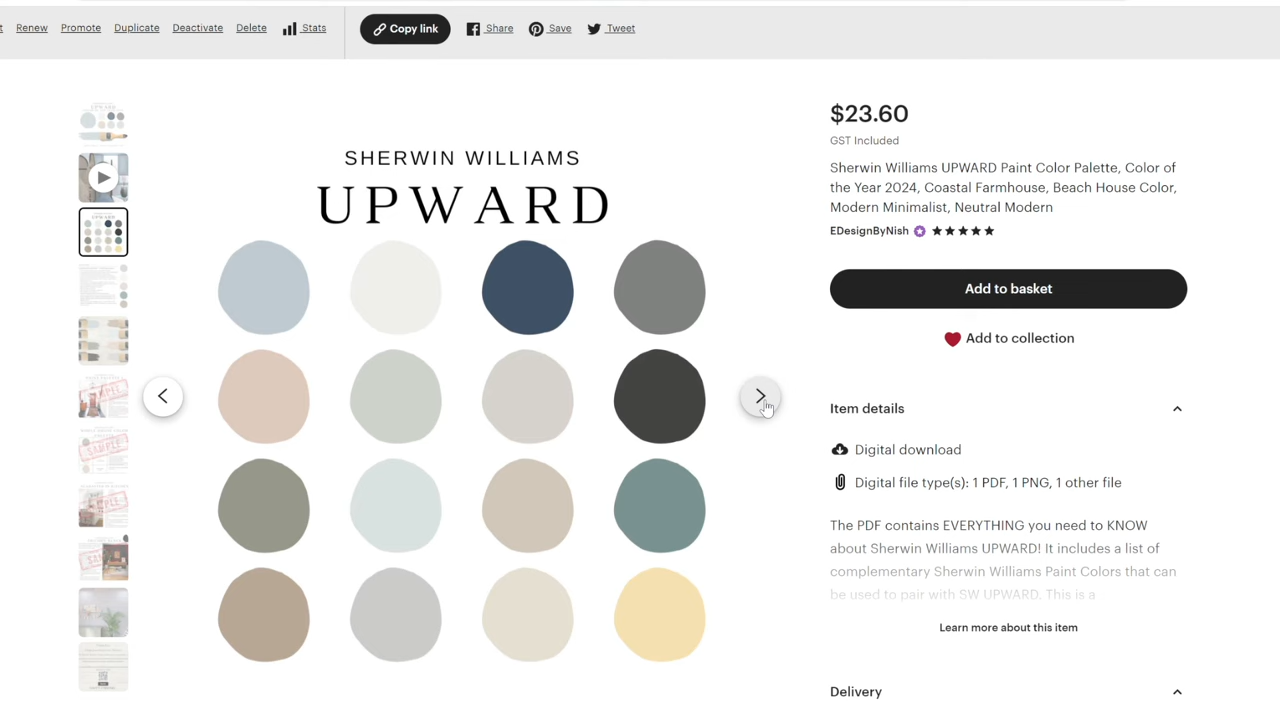 Renew Promote Duplicate Deactivate Delete Stats Copy link Share Save Tweet
SHERWIN WILLIAMS
UPWARD
$23.60
GST Included
Sherwin Williams UPWARD Paint Color Palette, Color of
the Year 2024, Coastal Farmhouse, Beach House Color,
Modern Minimalist, Neutral Modern
EDesignByNish
Add to basket
Add to collection
Item details
Digital download
Digital file type(s): 1 PDF, 1 PNG, 1 other file
The PDF contains EVERYTHING you need to KNOW
about Sherwin Williams UPWARD! It includes a list of
complementary Sherwin Williams Paint Colors that can
be used to pair with SW UPWARD. This is a
Learn more about this item
Delivery